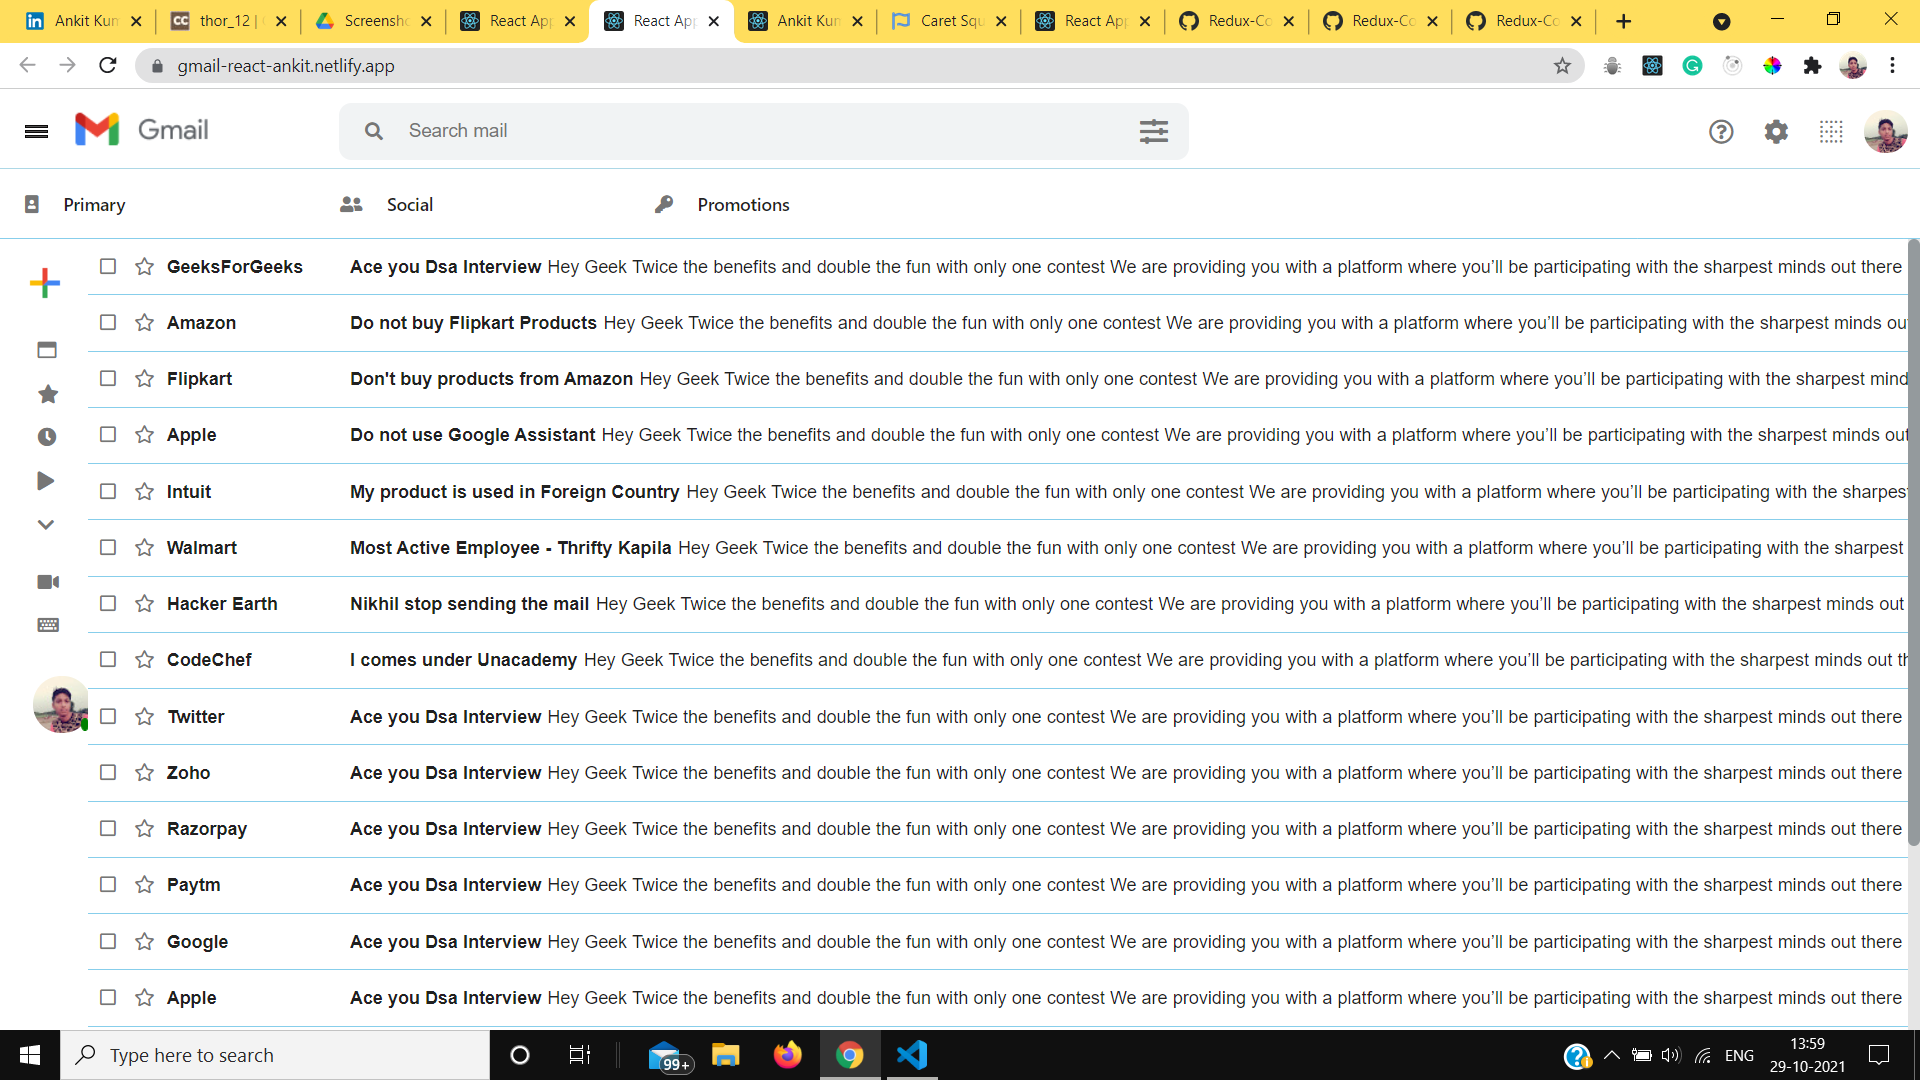 Ankit Kun
thor_12 |
Screensho
React App
React App
Ankit Kun
Caret Squ
React App
Redux-Co
Redux-Co
Redux-Co
gmail-react-ankit.netlify.app
Gmail
Search mail
Primary
Social
Promotions
GeeksForGeeks Ace you Dsa Interview Hey Geek Twice the benefits and double the fun with only one contest We are providing you with a platform where you’ll be participating with the sharpest minds out there
Amazon Do not buy Flipkart Products Hey Geek Twice the benefits and double the fun with only one contest We are providing you with a platform where you’ll be participating with the sharpest minds ou
Flipkart Don't buy products from Amazon Hey Geek Twice the benefits and double the fun with only one contest We are providing you with a platform where you’ll be participating with the sharpest mind
Apple Do not use Google Assistant Hey Geek Twice the benefits and double the fun with only one contest We are providing you with a platform where you’ll be participating with the sharpest minds out
Intuit My product is used in Foreign Country Hey Geek Twice the benefits and double the fun with only one contest We are providing you with a platform where you’ll be participating with the sharpes
Walmart Most Active Employee - Thrifty Kapila Hey Geek Twice the benefits and double the fun with only one contest We are providing you with a platform where you’ll be participating with the sharpest
Hacker Earth Nikhil stop sending the mail Hey Geek Twice the benefits and double the fun with only one contest We are providing you with a platform where you’ll be participating with the sharpest minds out
CodeChef I comes under Unacademy Hey Geek Twice the benefits and double the fun with only one contest We are providing you with a platform where you’ll be participating with the sharpest minds out th
Twitter Ace you Dsa Interview Hey Geek Twice the benefits and double the fun with only one contest We are providing you with a platform where you’ll be participating with the sharpest minds out there
Zoho Ace you Dsa Interview Hey Geek Twice the benefits and double the fun with only one contest We are providing you with a platform where you’ll be participating with the sharpest minds out there
Razorpay Ace you Dsa Interview Hey Geek Twice the benefits and double the fun with only one contest We are providing you with a platform where you’ll be participating with the sharpest minds out there
Paytm Ace you Dsa Interview Hey Geek Twice the benefits and double the fun with only one contest We are providing you with a platform where you’ll be participating with the sharpest minds out there
Google Ace you Dsa Interview Hey Geek Twice the benefits and double the fun with only one contest We are providing you with a platform where you’ll be participating with the sharpest minds out there
Apple Ace you Dsa Interview Hey Geek Twice the benefits and double the fun with only one contest We are providing you with a platform where you’ll be participating with the sharpest minds out there
Type here to search
99+
ENG
13:59
29-10-2021